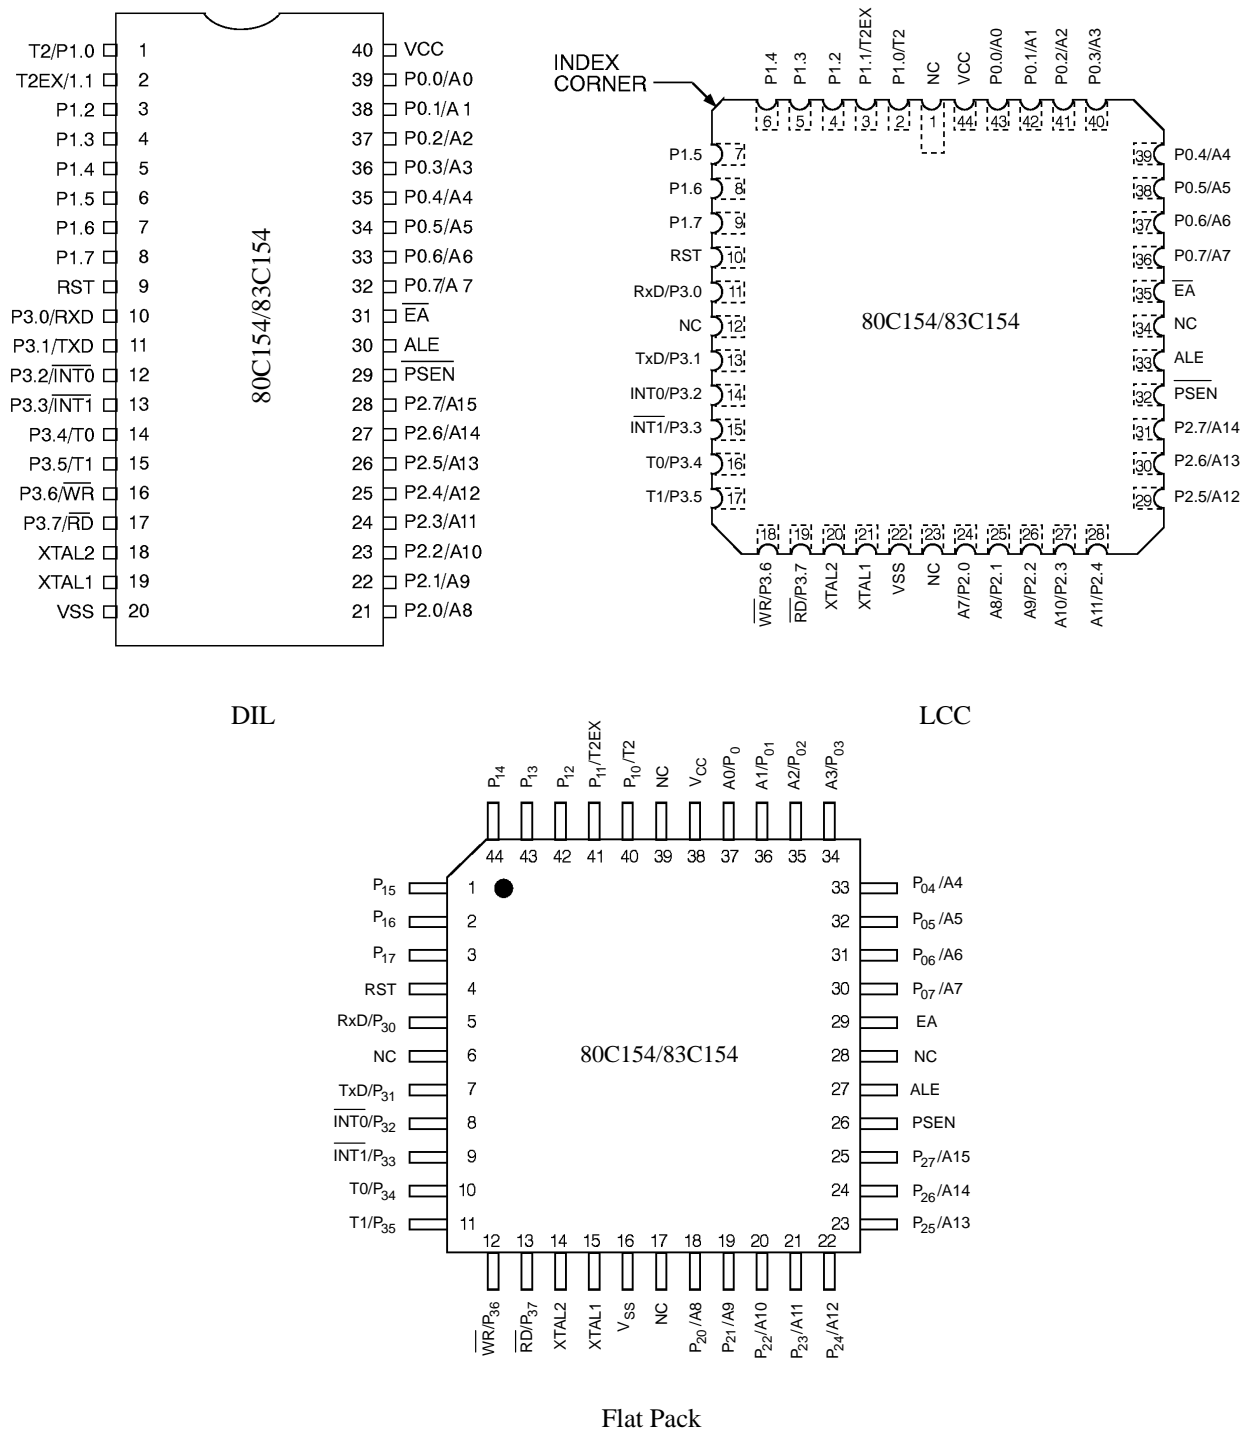 T2/P1.0 1 40 VCC
T2EX/1.1 2 39 P0.0/A0
P1.2 3 38 P0.1/A 1
P1.3 4 37 P0.2/A2
P1.4 5 36 P0.3/A3
P1.5 6 35 P0.4/A4
P1.6 7 34 P0.5/A5
P1.7 8 33 P0.6/A6
RST 9 32 P0.7/A 7
P3.0/RXD 10 31 EA
P3.1/TXD 11 30 ALE
P3.2/INT0 12 29 PSEN
P3.3/INT1 13 28 P2.7/A15
P3.4/T0 14 27 P2.6/A14
P3.5/T1 15 26 P2.5/A13
P3.6/WR 16 25 P2.4/A12
P3.7/RD 17 24 P2.3/A11
XTAL2 18 23 P2.2/A10
XTAL1 19 22 P2.1/A9
VSS 20 21 P2.0/A8
80C154/83C154
DIL
INDEX
CORNER
P1.4 P1.3 P1.2 P1.1/T2EX P1.0/T2 NC VCC P0.0/A0 P0.1/A1 P0.2/A2 P0.3/A3
6 5 4 3 2 1 44 43 42 41 40
P1.5 7 39 P0.4/A4
P1.6 8 38 P0.5/A5
P1.7 9 37 P0.6/A6
RST 10 36 P0.7/A7
RxD/P3.0 11 35 EA
NC 12 34 NC
TxD/P3.1 13 33 ALE
INT0/P3.2 14 32 PSEN
INT1/P3.3 15 31 P2.7/A14
T0/P3.4 16 30 P2.6/A13
T1/P3.5 17 29 P2.5/A12
80C154/83C154
18 19 20 21 22 23 24 25 26 27 28
WR/P3.6 RD/P3.7 XTAL2 XTAL1 VSS NC A7/P2.0 A8/P2.1 A9/P2.2 A10/P2.3 A11/P2.4
LCC
P14 P13 P12 P11/T2EX P10/T2 NC VCC A0/P0 A1/P01 A2/P02 A3/P03
44 43 42 41 40 39 38 37 36 35 34
P15 1 33 P04/A4
P16 2 32 P05/A5
P17 3 31 P06/A6
RST 4 30 P07/A7
RxD/P30 5 29 EA
NC 6 28 NC
TxD/P31 7 27 ALE
INT0/P32 8 26 PSEN
INT1/P33 9 25 P27/A15
T0/P34 10 24 P26/A14
T1/P35 11 23 P25/A13
80C154/83C154
12 13 14 15 16 17 18 19 20 21 22
WR/P36 RD/P37 XTAL2 XTAL1 VSS NC P20/A8 P21/A9 P22/A10 P23/A11 P24/A12
Flat Pack